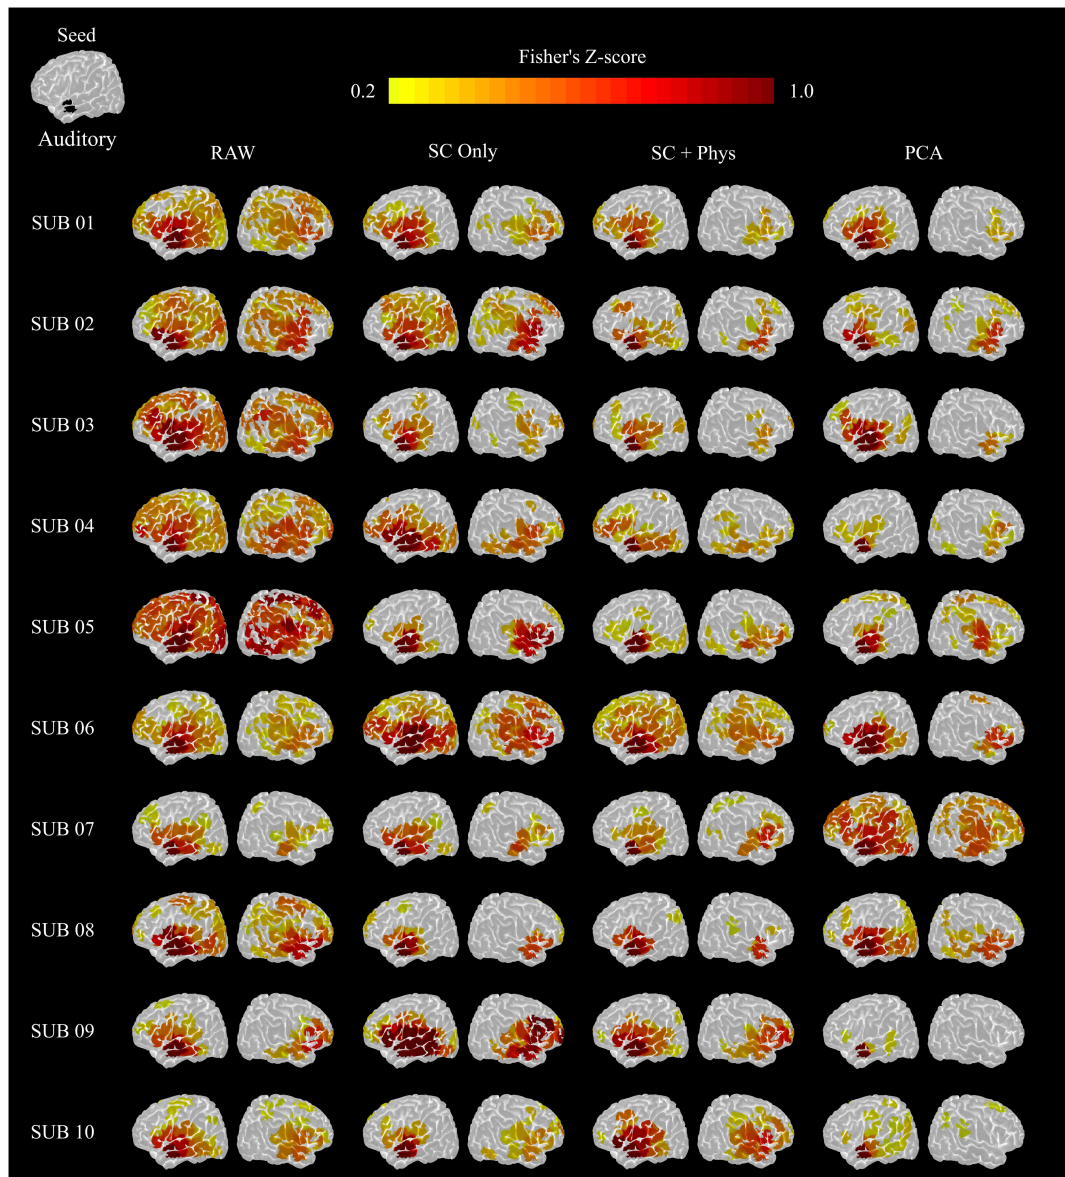 Seed
Fisher's Z-score
0.2 1.0
Auditory
RAW SC Only SC + Phys PCA
SUB 01
SUB 02
SUB 03
SUB 04
SUB 05
SUB 06
SUB 07
SUB 08
SUB 09
SUB 10